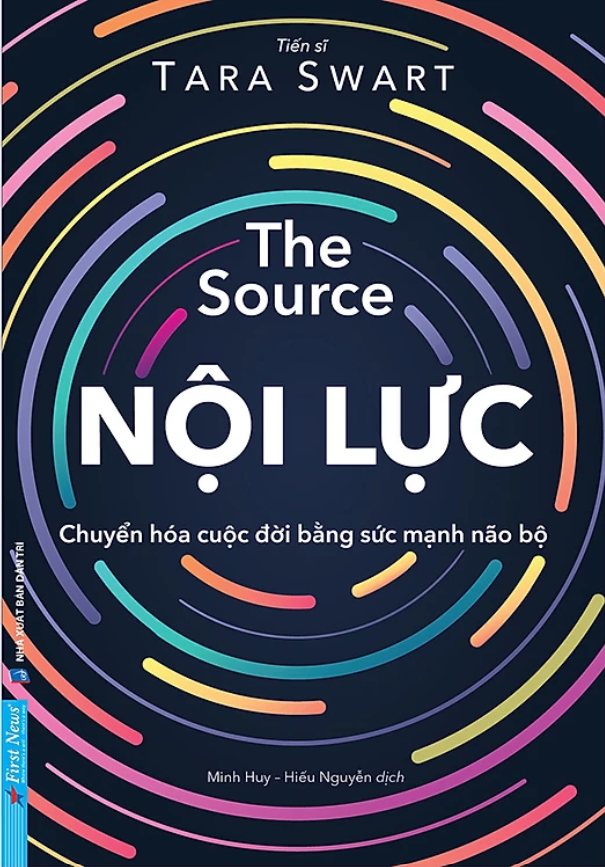 Tiến sĩ
TARA SWART
The
Source
NỘI LỰC
Chuyển hóa cuộc đời bằng sức mạnh não bộ
Minh Huy – Hiếu Nguyễn dịch
NHÀ XUẤT BẢN DÂN TRÍ
First News®